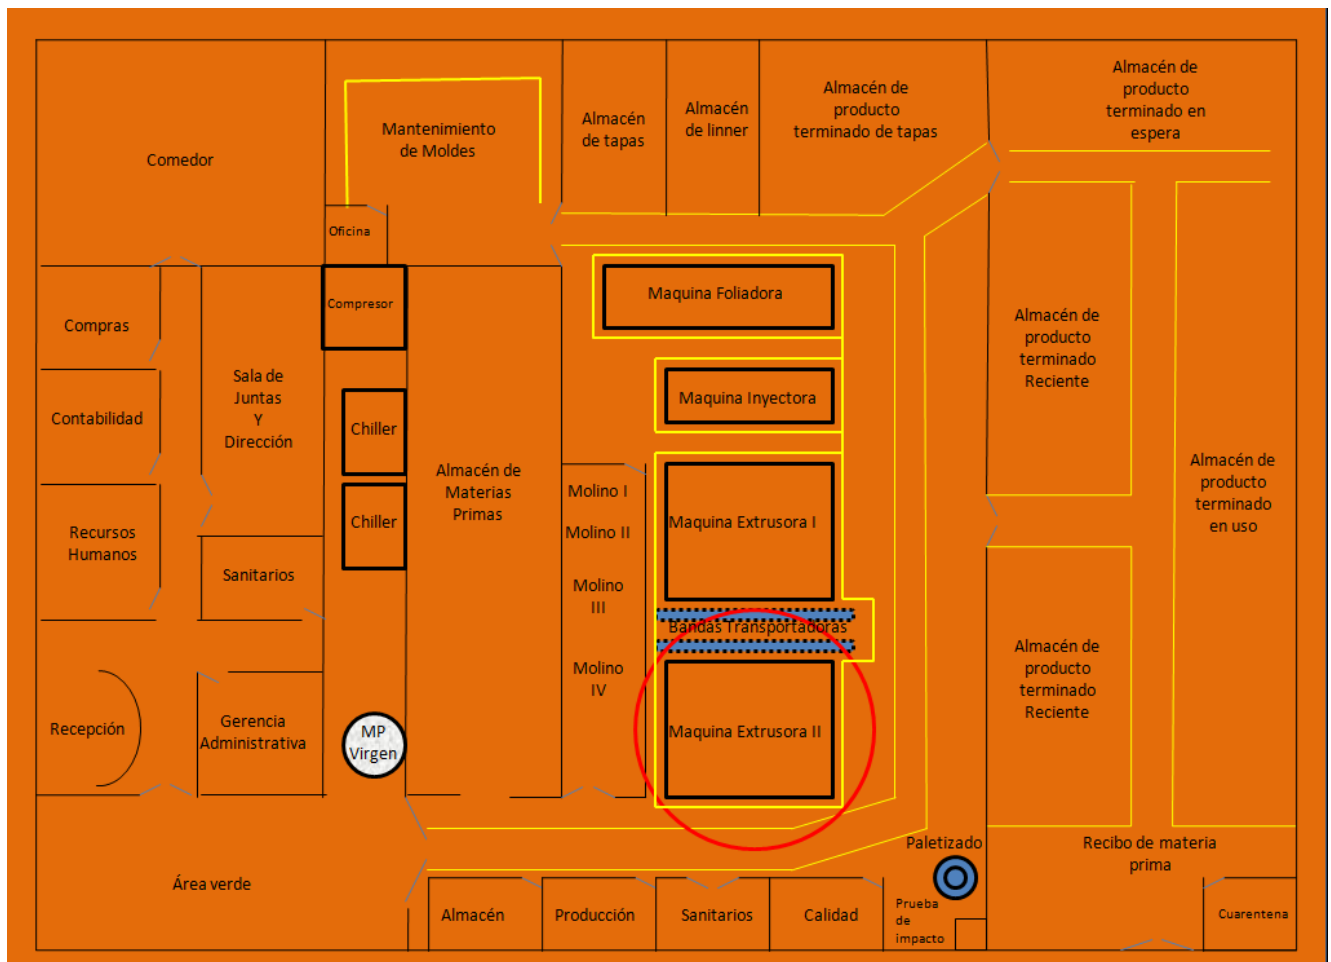 Comedor
Mantenimiento
de Moldes
Almacén
de tapas
Almacén
de linner
Almacén de
producto
terminado de tapas
Almacén de
producto
terminado en
espera
Oficina
Compresor
Maquina Foliadora
Compras
Sala de
Juntas
Y
Dirección
Contabilidad
Chiller
Maquina Inyectora
Almacén de
producto
terminado
Reciente
Recursos
Humanos
Chiller
Almacén de
Materias
Primas
Molino I
Molino II
Molino
III
Molino
IV
Maquina Extrusora I
Almacén de
producto
terminado
en uso
Sanitarios
Bandas Transportadoras
Recepción
Gerencia
Administrativa
MP
Virgen
Maquina Extrusora II
Almacén de
producto
terminado
Reciente
Área verde
Paletizado
Recibo de materia
prima
Almacén
Producción
Sanitarios
Calidad
Prueba
de
impacto
Cuarentena